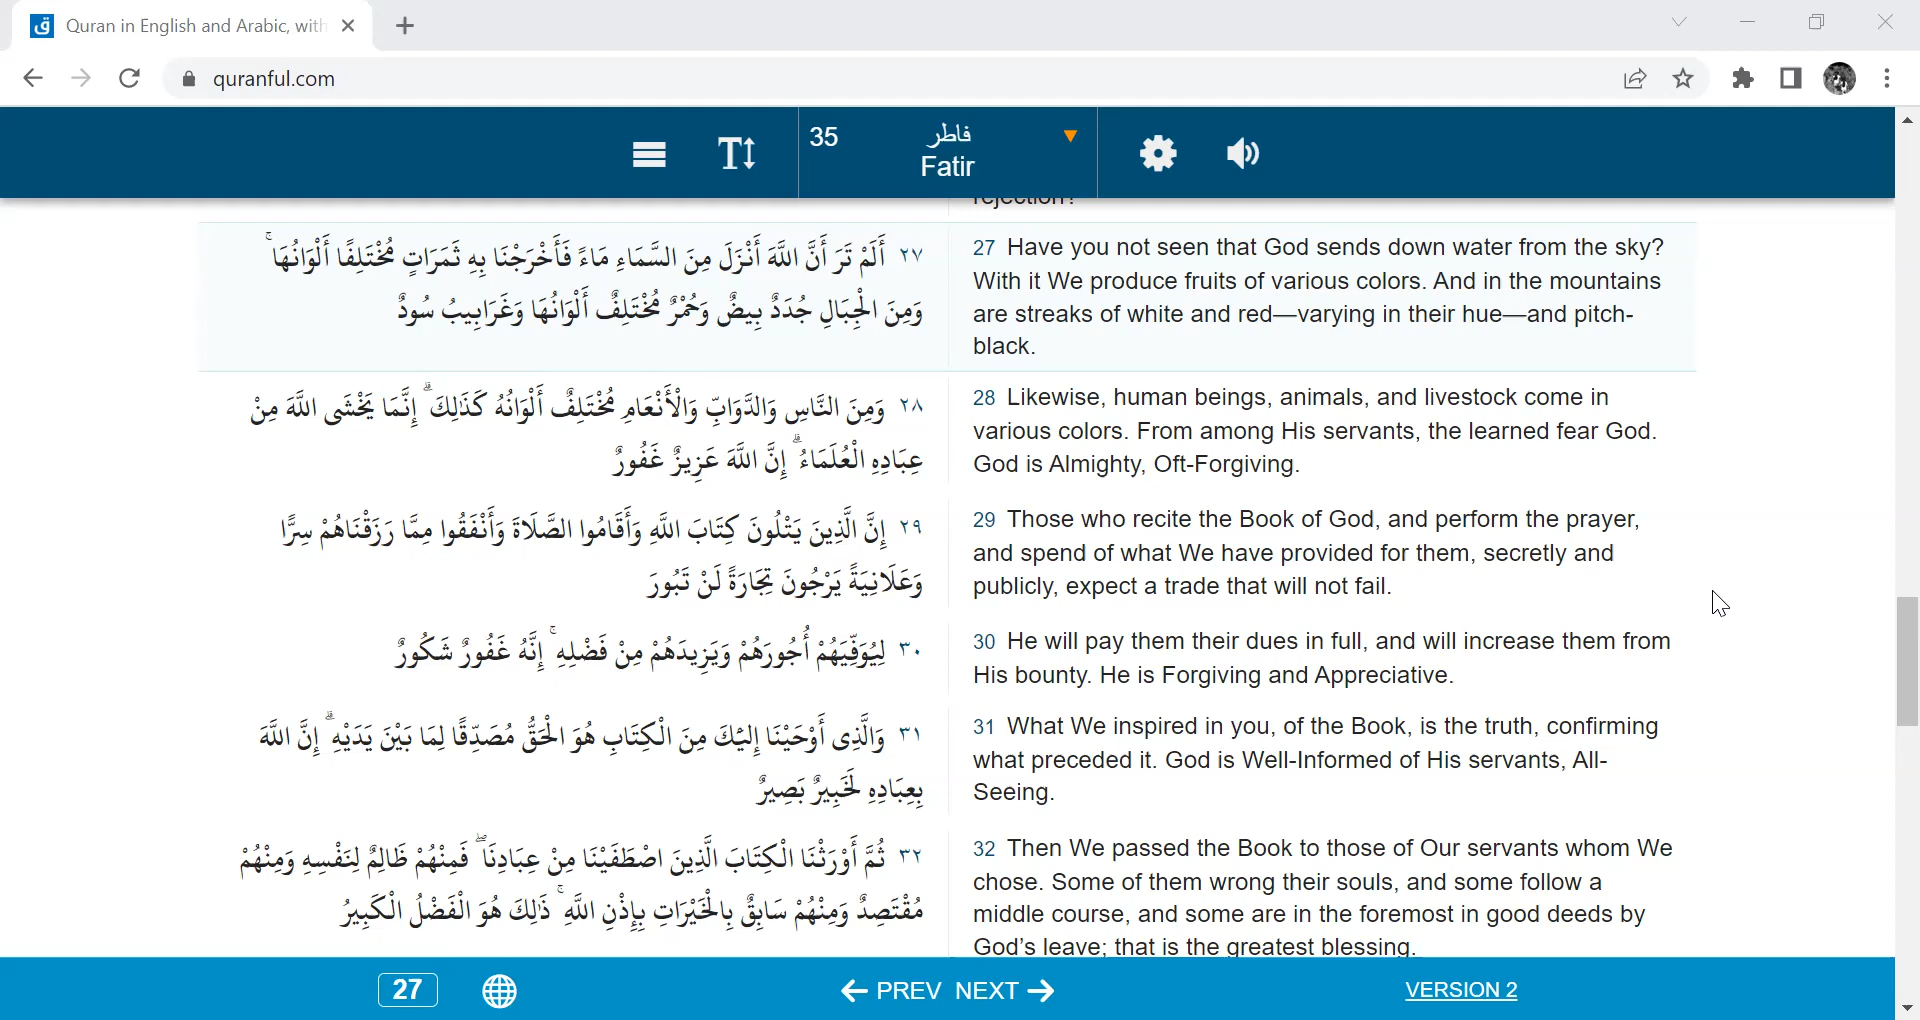 Quran in English and Arabic, with
quranful.com
35
فاطر
Fatir
٢٧ أَلَمْ تَرَ أَنَّ اللَّهَ أَنْزَلَ مِنَ السَّمَاءِ مَاءً فَأَخْرَجْنَا بِهِ ثَمَرَاتٍ مُخْتَلِفًا أَلْوَانُهَا ۚ
وَمِنَ الْجِبَالِ جُدَدٌ بِيضٌ وَحُمْرٌ مُخْتَلِفٌ أَلْوَانُهَا وَغَرَابِيبُ سُودٌ
27 Have you not seen that God sends down water from the sky?
With it We produce fruits of various colors. And in the mountains
are streaks of white and red—varying in their hue—and pitch-
black.
٢٨ وَمِنَ النَّاسِ وَالدَّوَابِّ وَالْأَنْعَامِ مُخْتَلِفٌ أَلْوَانُهُ كَذَٰلِكَ ۗ إِنَّمَا يَخْشَى اللَّهَ مِنْ
عِبَادِهِ الْعُلَمَاءُ ۗ إِنَّ اللَّهَ عَزِيزٌ غَفُورٌ
28 Likewise, human beings, animals, and livestock come in
various colors. From among His servants, the learned fear God.
God is Almighty, Oft-Forgiving.
٢٩ إِنَّ الَّذِينَ يَتْلُونَ كِتَابَ اللَّهِ وَأَقَامُوا الصَّلَاةَ وَأَنْفَقُوا مِمَّا رَزَقْنَاهُمْ سِرًّا
وَعَلَانِيَةً يَرْجُونَ تِجَارَةً لَنْ تَبُورَ
29 Those who recite the Book of God, and perform the prayer,
and spend of what We have provided for them, secretly and
publicly, expect a trade that will not fail.
٣٠ لِيُوَفِّيَهُمْ أُجُورَهُمْ وَيَزِيدَهُمْ مِنْ فَضْلِهِ ۚ إِنَّهُ غَفُورٌ شَكُورٌ
30 He will pay them their dues in full, and will increase them from
His bounty. He is Forgiving and Appreciative.
٣١ وَالَّذِي أَوْحَيْنَا إِلَيْكَ مِنَ الْكِتَابِ هُوَ الْحَقُّ مُصَدِّقًا لِمَا بَيْنَ يَدَيْهِ ۗ إِنَّ اللَّهَ
بِعِبَادِهِ لَخَبِيرٌ بَصِيرٌ
31 What We inspired in you, of the Book, is the truth, confirming
what preceded it. God is Well-Informed of His servants, All-
Seeing.
٣٢ ثُمَّ أَوْرَثْنَا الْكِتَابَ الَّذِينَ اصْطَفَيْنَا مِنْ عِبَادِنَا ۖ فَمِنْهُمْ ظَالِمٌ لِنَفْسِهِ وَمِنْهُمْ
مُقْتَصِدٌ وَمِنْهُمْ سَابِقٌ بِالْخَيْرَاتِ بِإِذْنِ اللَّهِ ۚ ذَٰلِكَ هُوَ الْفَضْلُ الْكَبِيرُ
32 Then We passed the Book to those of Our servants whom We
chose. Some of them wrong their souls, and some follow a
middle course, and some are in the foremost in good deeds by
God's leave; that is the greatest blessing.
27
PREV NEXT
VERSION 2